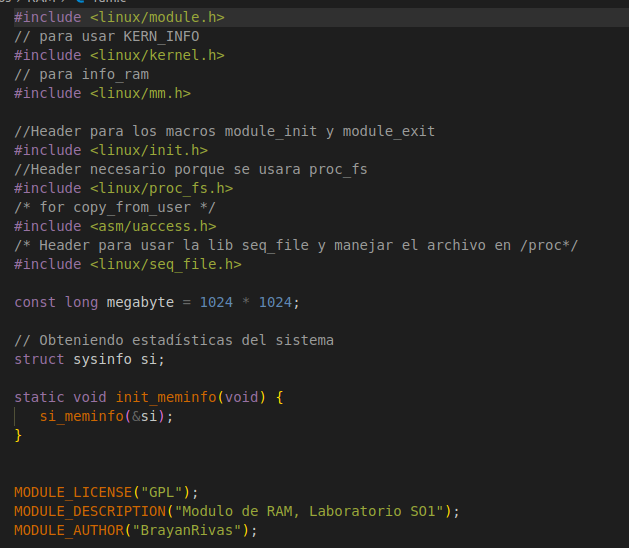 #include <linux/module.h>
// para usar KERN_INFO
#include <linux/kernel.h>
// para info_ram
#include <linux/mm.h>
//Header para los macros module_init y module_exit
#include <linux/init.h>
//Header necesario porque se usara proc_fs
#include <linux/proc_fs.h>
/* for copy_from_user */
#include <asm/uaccess.h>
/* Header para usar la lib seq_file y manejar el archivo en /proc*/
#include <linux/seq_file.h>
const long megabyte = 1024 * 1024;
// Obteniendo estadísticas del sistema
struct sysinfo si;
static void init_meminfo(void) {
si_meminfo(&si);
}
MODULE_LICENSE("GPL");
MODULE_DESCRIPTION("Modulo de RAM, Laboratorio SO1");
MODULE_AUTHOR("BrayanRivas");